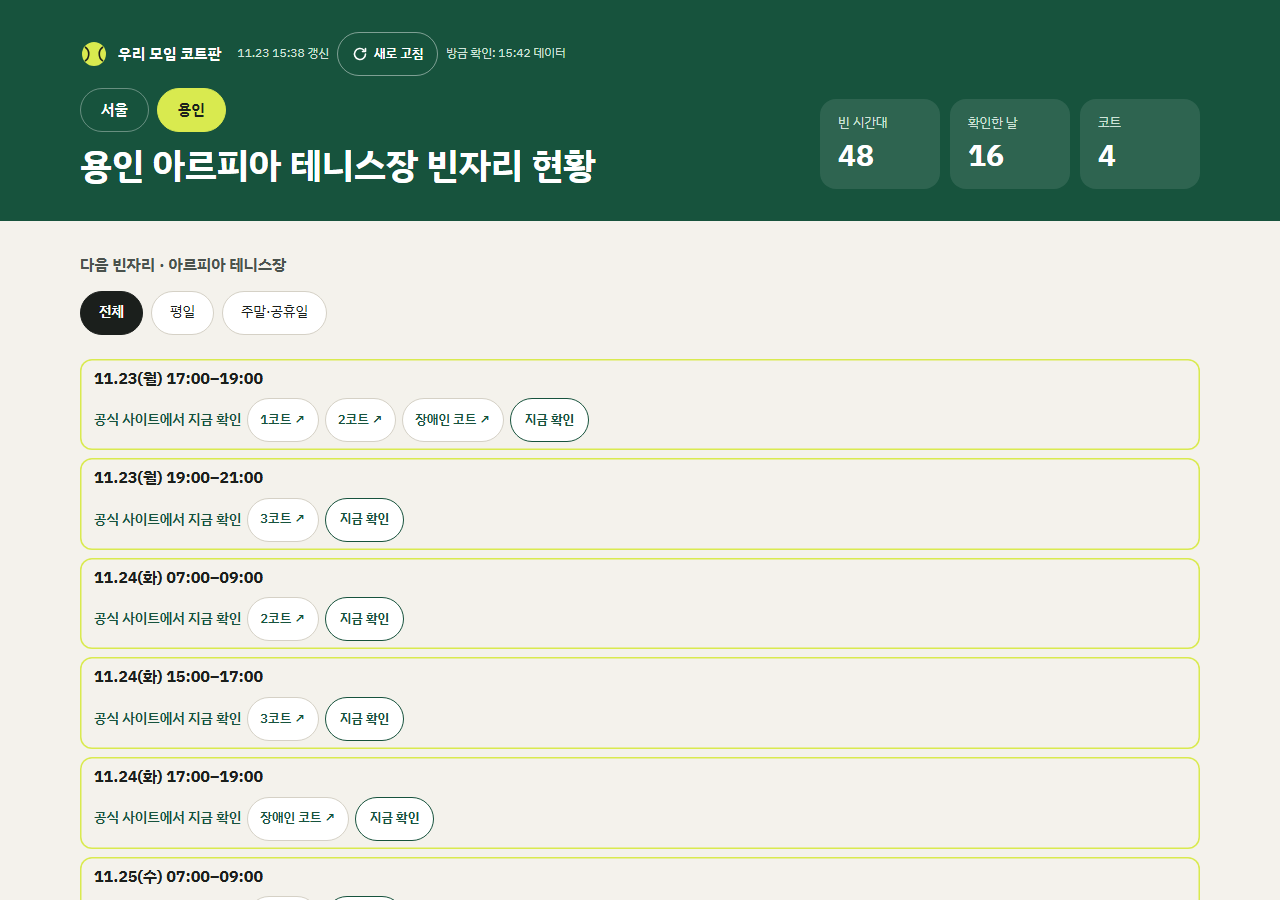 우리 모임 코트판 11.23 15:38 갱신 새로 고침 방금 확인: 15:42 데이터
서울 용인
용인 아르피아 테니스장 빈자리 현황
빈 시간대 확인한 날 코트
48 16 4
다음 빈자리 · 아르피아 테니스장
전체 평일 주말·공휴일
11.23(월) 17:00–19:00
공식 사이트에서 지금 확인 1코트 ↗ 2코트 ↗ 장애인 코트 ↗ 지금 확인
11.23(월) 19:00–21:00
공식 사이트에서 지금 확인 3코트 ↗ 지금 확인
11.24(화) 07:00–09:00
공식 사이트에서 지금 확인 2코트 ↗ 지금 확인
11.24(화) 15:00–17:00
공식 사이트에서 지금 확인 3코트 ↗ 지금 확인
11.24(화) 17:00–19:00
공식 사이트에서 지금 확인 장애인 코트 ↗ 지금 확인
11.25(수) 07:00–09:00